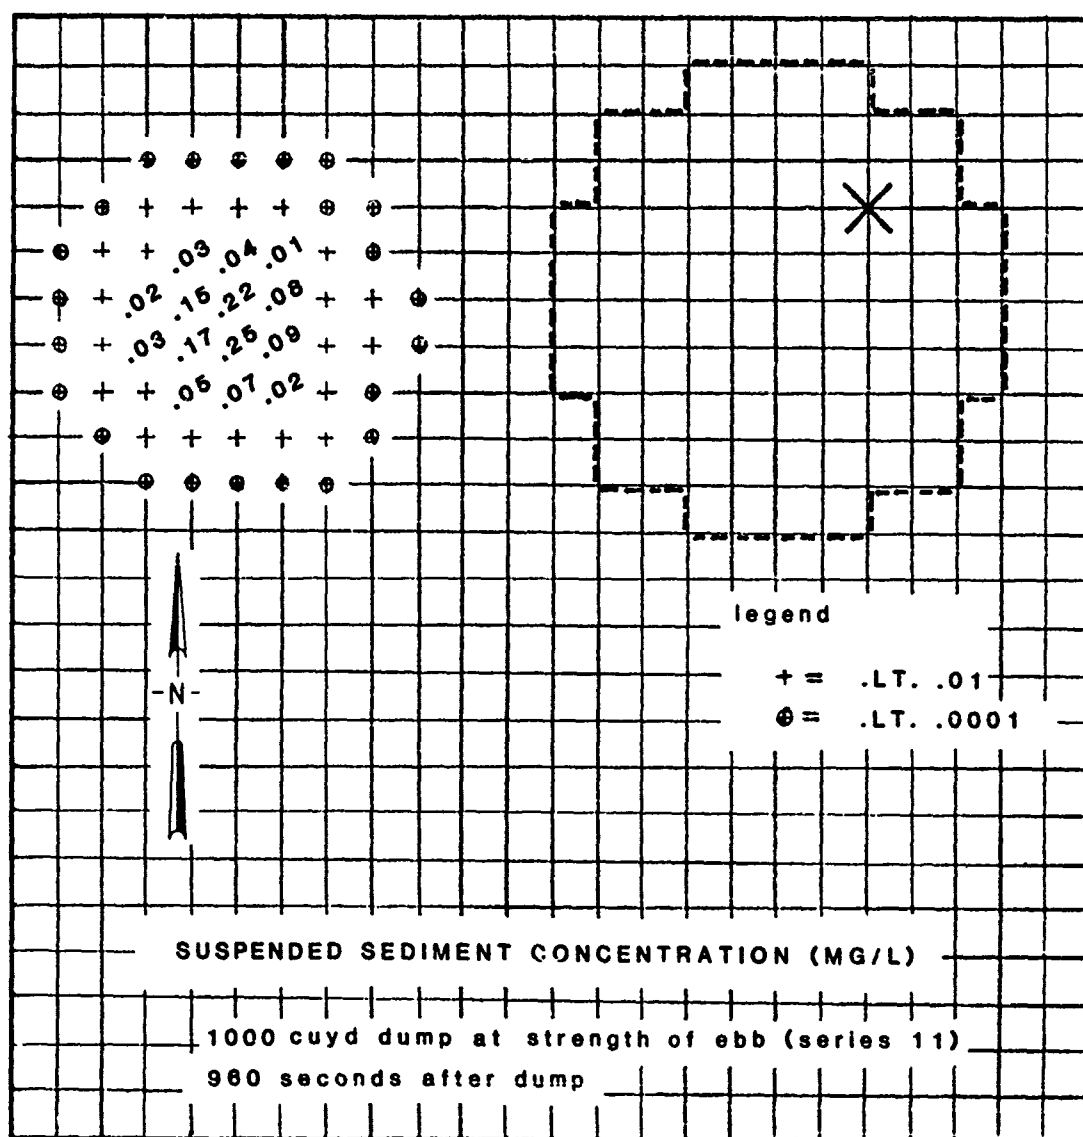 .03 .04 .01
.02 .15 .22 .08
.03 .17 .25 .09
.05 .07 .02
-N-
legend
+ = .LT. .01
⊕ = .LT. .0001
SUSPENDED SEDIMENT CONCENTRATION (MG/L)
1000 cuyd dump at strength of ebb (series 11)
960 seconds after dump